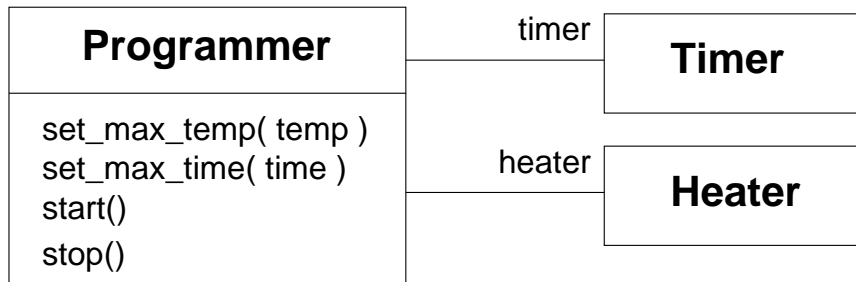 Programmer
set_max_temp( temp )
set_max_time( time )
start()
stop()
timer
Timer
heater
Heater